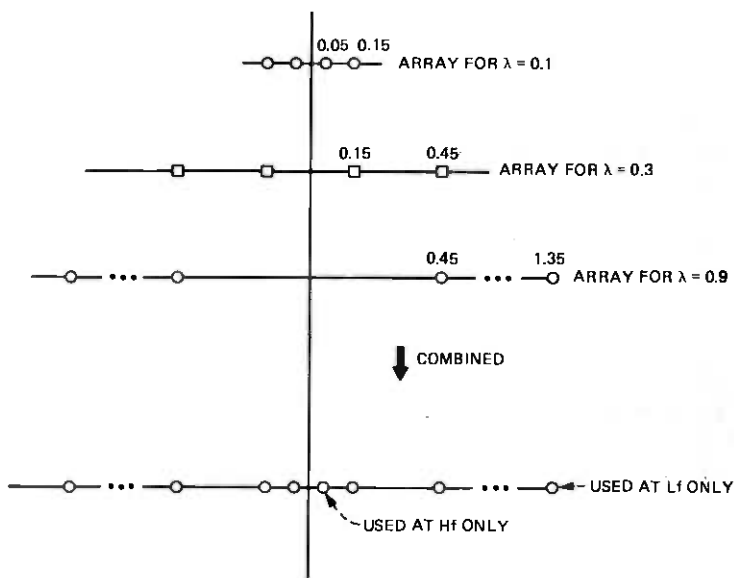 0.05 0.15
ARRAY FOR λ = 0.1
0.15 0.45
ARRAY FOR λ = 0.3
0.45 ••• 1.35
ARRAY FOR λ = 0.9
COMBINED
USED AT Lf ONLY
USED AT Hf ONLY